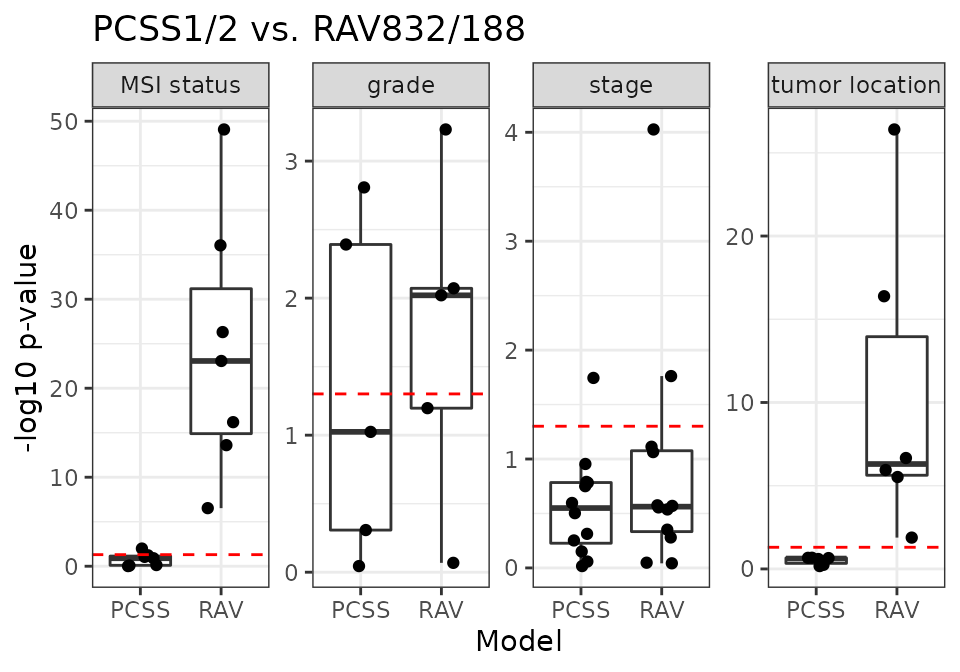 PCSS1/2 vs. RAV832/188
MSI status
grade
stage
tumor location
-log10 p-value
50
40
30
20
10
0
3
2
1
0
4
3
2
1
0
20
10
0
PCSS RAV
PCSS RAV
PCSS RAV
PCSS RAV
Model